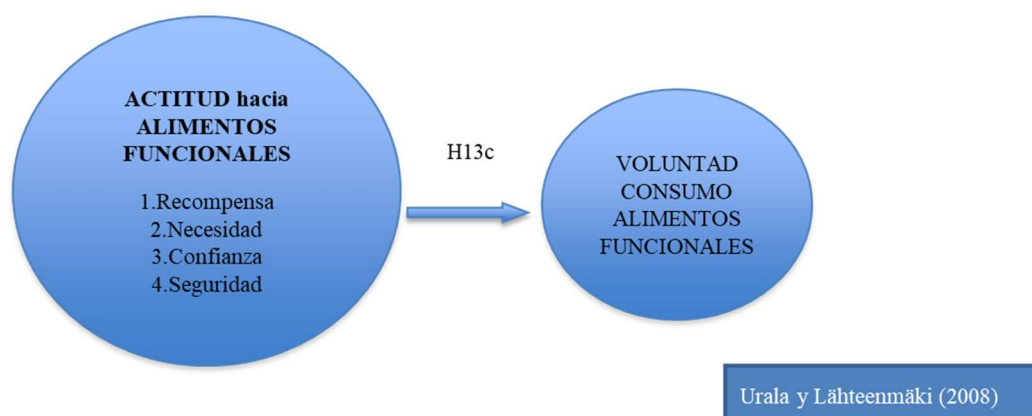 ACTITUD hacia
ALIMENTOS
FUNCIONALES
1.Recompensa
2.Necesidad
3.Confianza
4.Seguridad
H13c
VOLUNTAD
CONSUMO
ALIMENTOS
FUNCIONALES
Urala y Lähteenmäki (2008)